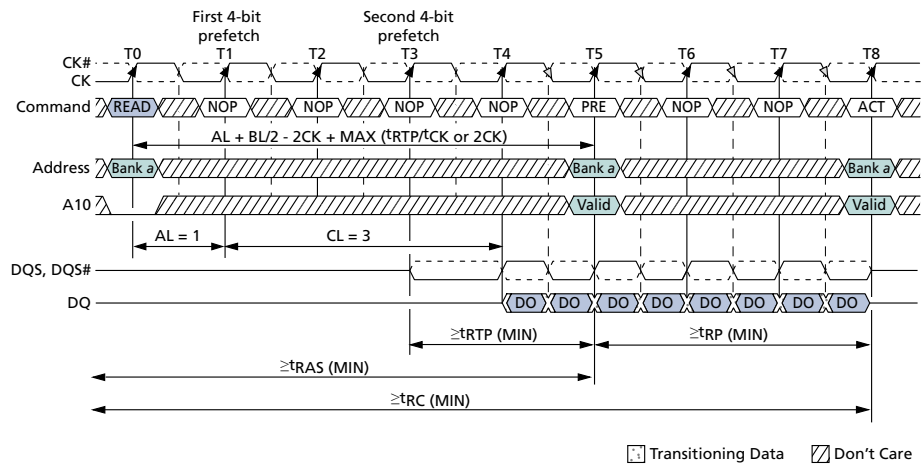 First 4-bit prefetch
Second 4-bit prefetch
T0 T1 T2 T3 T4 T5 T6 T7 T8
CK#
CK
Command READ NOP NOP NOP NOP PRE NOP NOP ACT
AL + BL/2 - 2CK + MAX (tRTP/tCK or 2CK)
Address Bank a Bank a Bank a
A10 Valid Valid
AL = 1 CL = 3
DQS, DQS#
DQ DO DO DO DO DO DO DO DO
≥tRTP (MIN) ≥tRP (MIN)
≥tRAS (MIN)
≥tRC (MIN)
Transitioning Data Don't Care